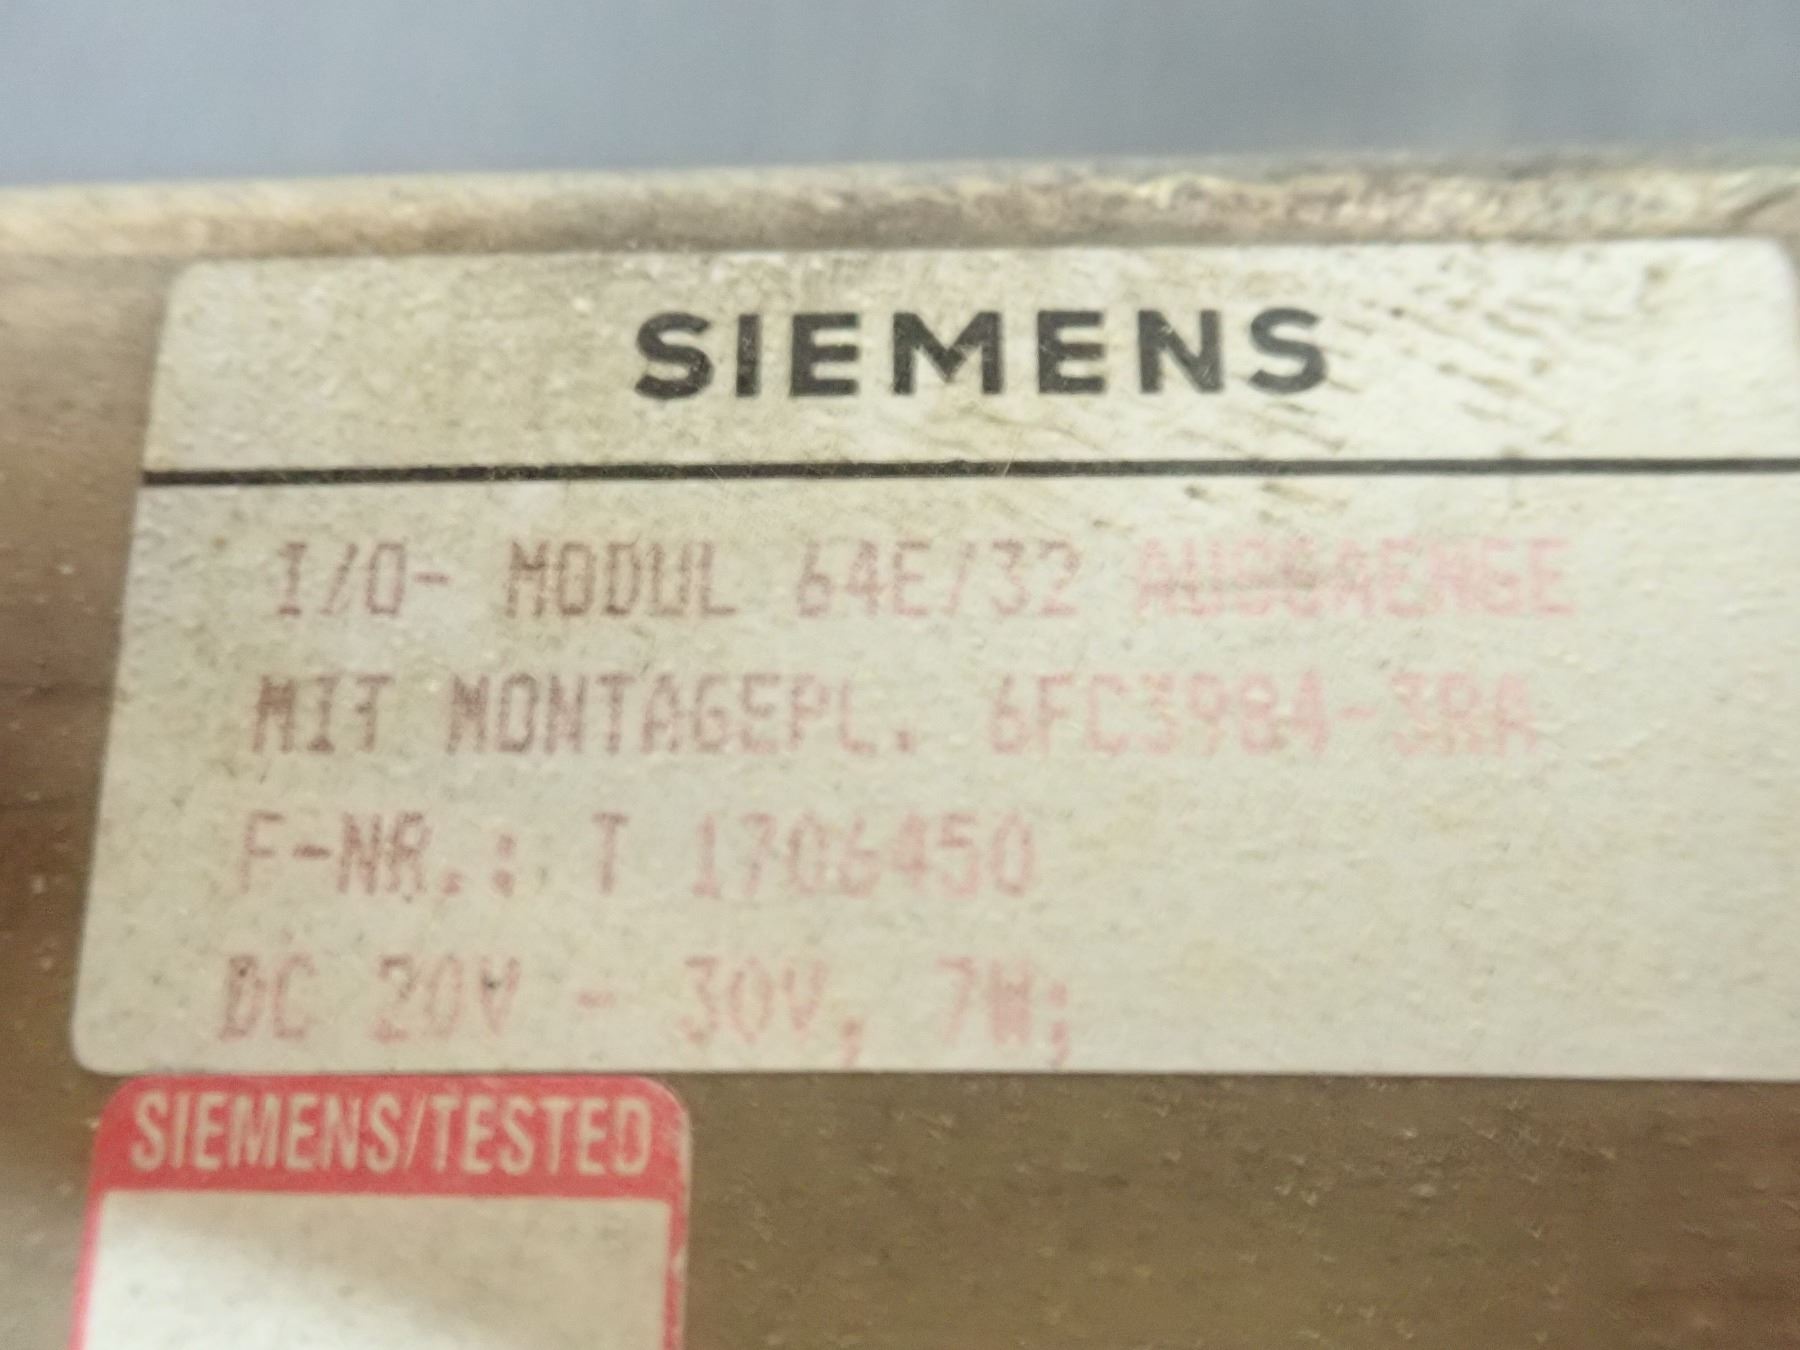 SIEMENS
I/O- MODUL 64E/32 AUSGAENGE
MIT MONTAGEPL. 6FC3984-3RA
F-NR.: T 1706450
DC 20V - 30V, 7W;
SIEMENS/TESTED